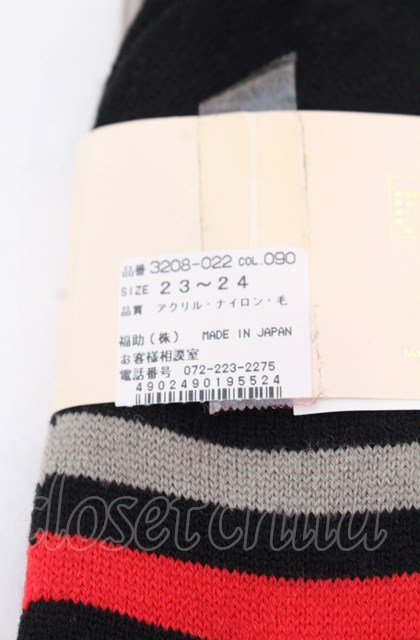 品番 3208-022 COL.090
SIZE 23～24
品質 アクリル・ナイロン・毛
福助（株） MADE IN JAPAN
お客様相談室
電話番号 072-223-2275
4902490195524
closet child